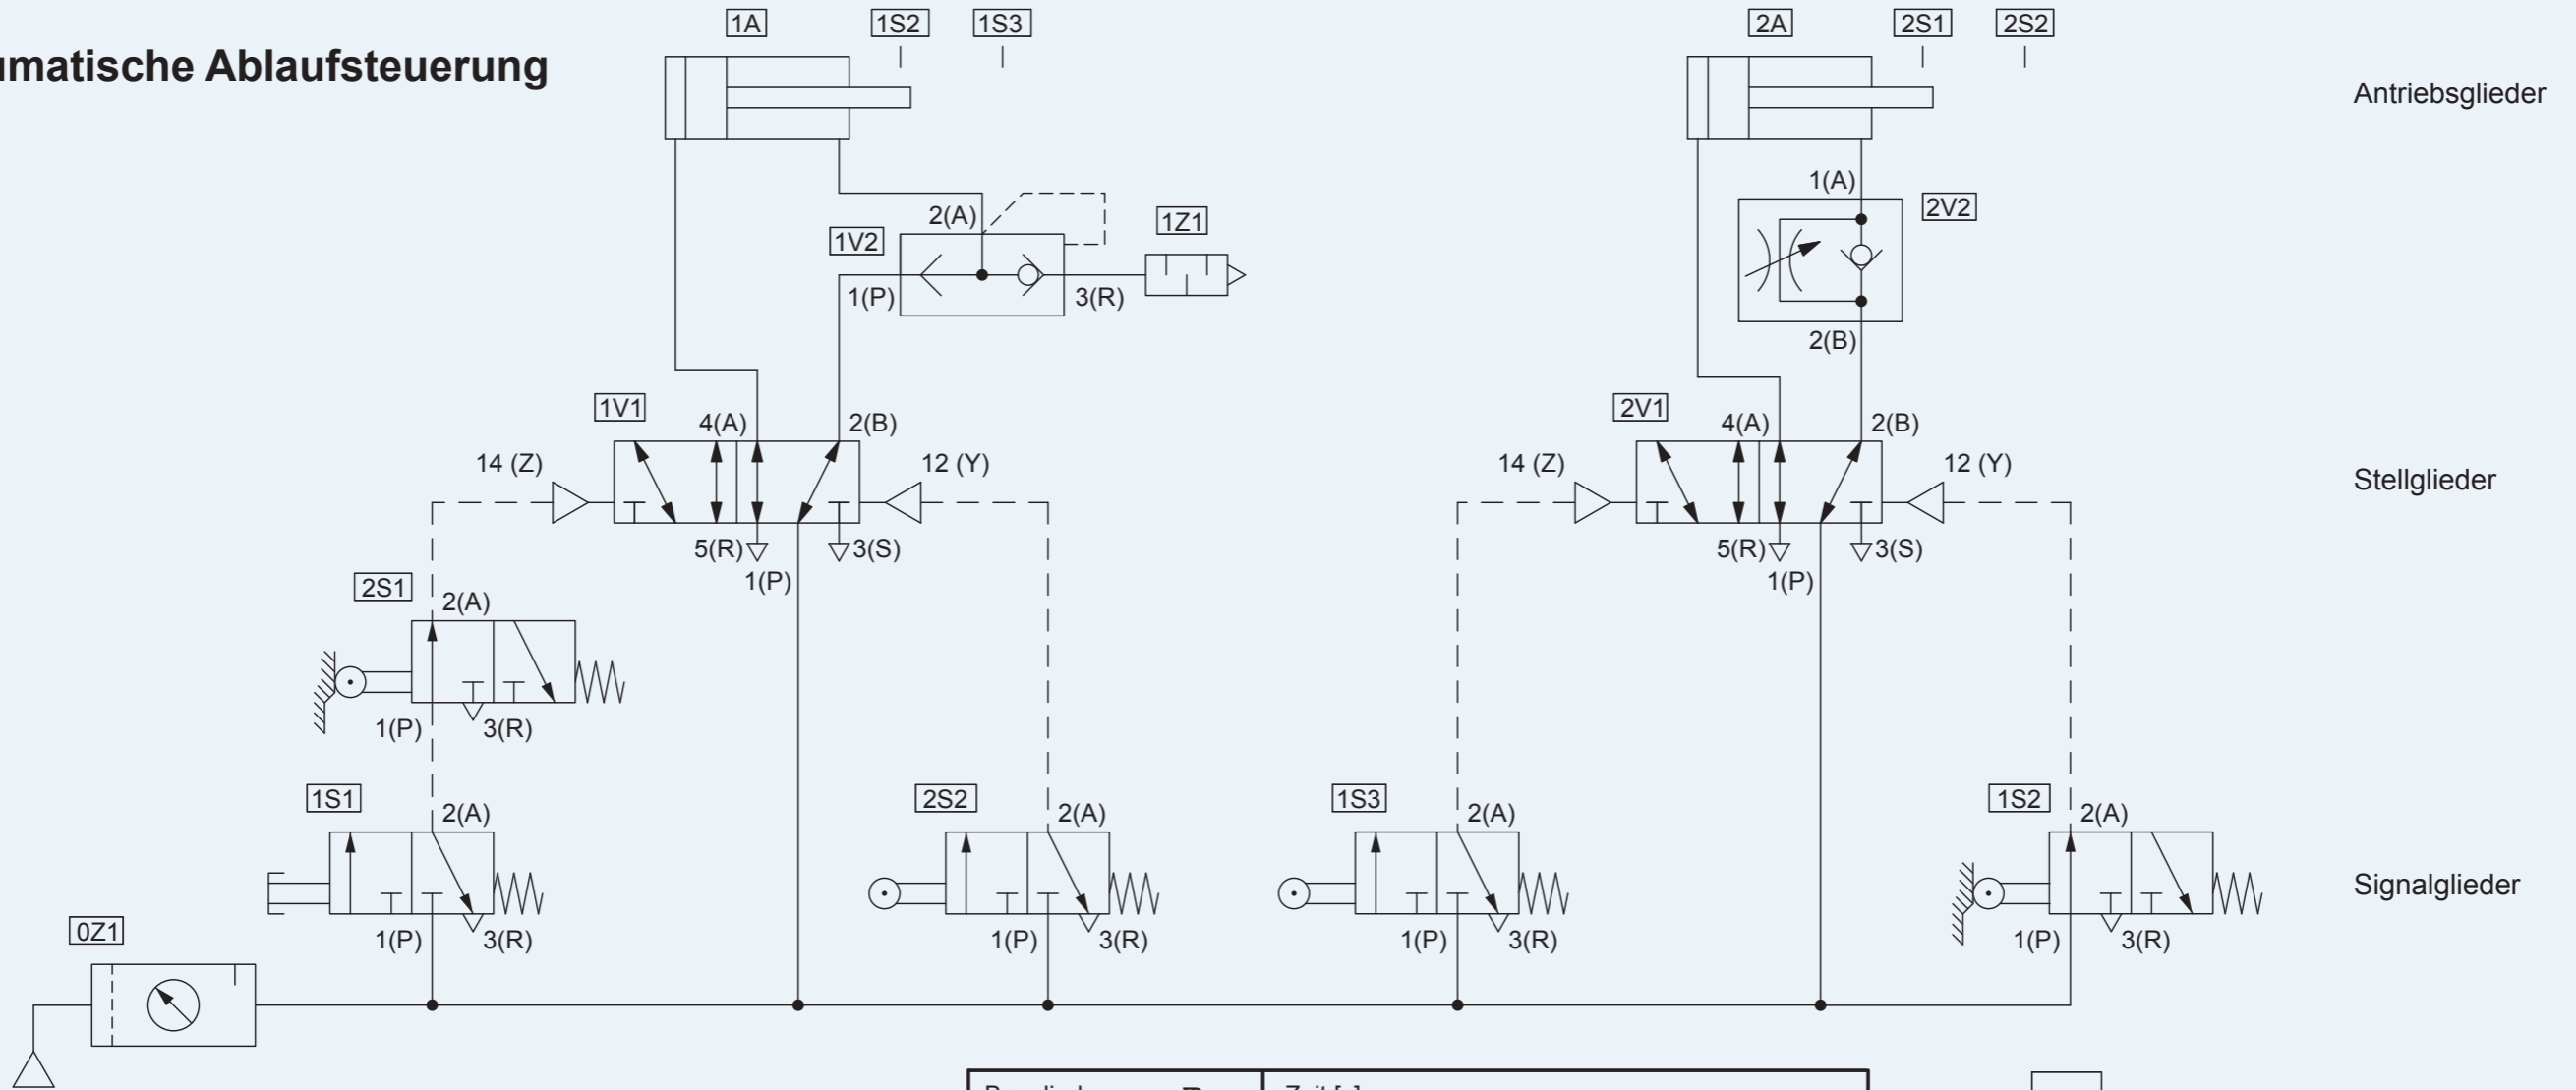 1A 1S2 1S3 2A 2S1 2S2
Ablaufsteuerung
Antriebsglieder
1(A)
2V2
2(A)
1Z1
1V2
1(P) 3(R)
2(B)
1V1 2V1
4(A) 2(B) 4(A) 2(B)
14 (Z) 12 (Y) 14 (Z) 12 (Y)
Stellglieder
5(R) 3(S) 5(R) 3(S)
1(P) 1(P)
2S1
2(A)
1(P) 3(R)
1S1 2S2 1S3 1S2
2(A) 2(A) 2(A) 2(A)
Signalglieder
0Z1
1(P) 3(R) 1(P) 3(R) 1(P) 3(R) 1(P) 3(R)